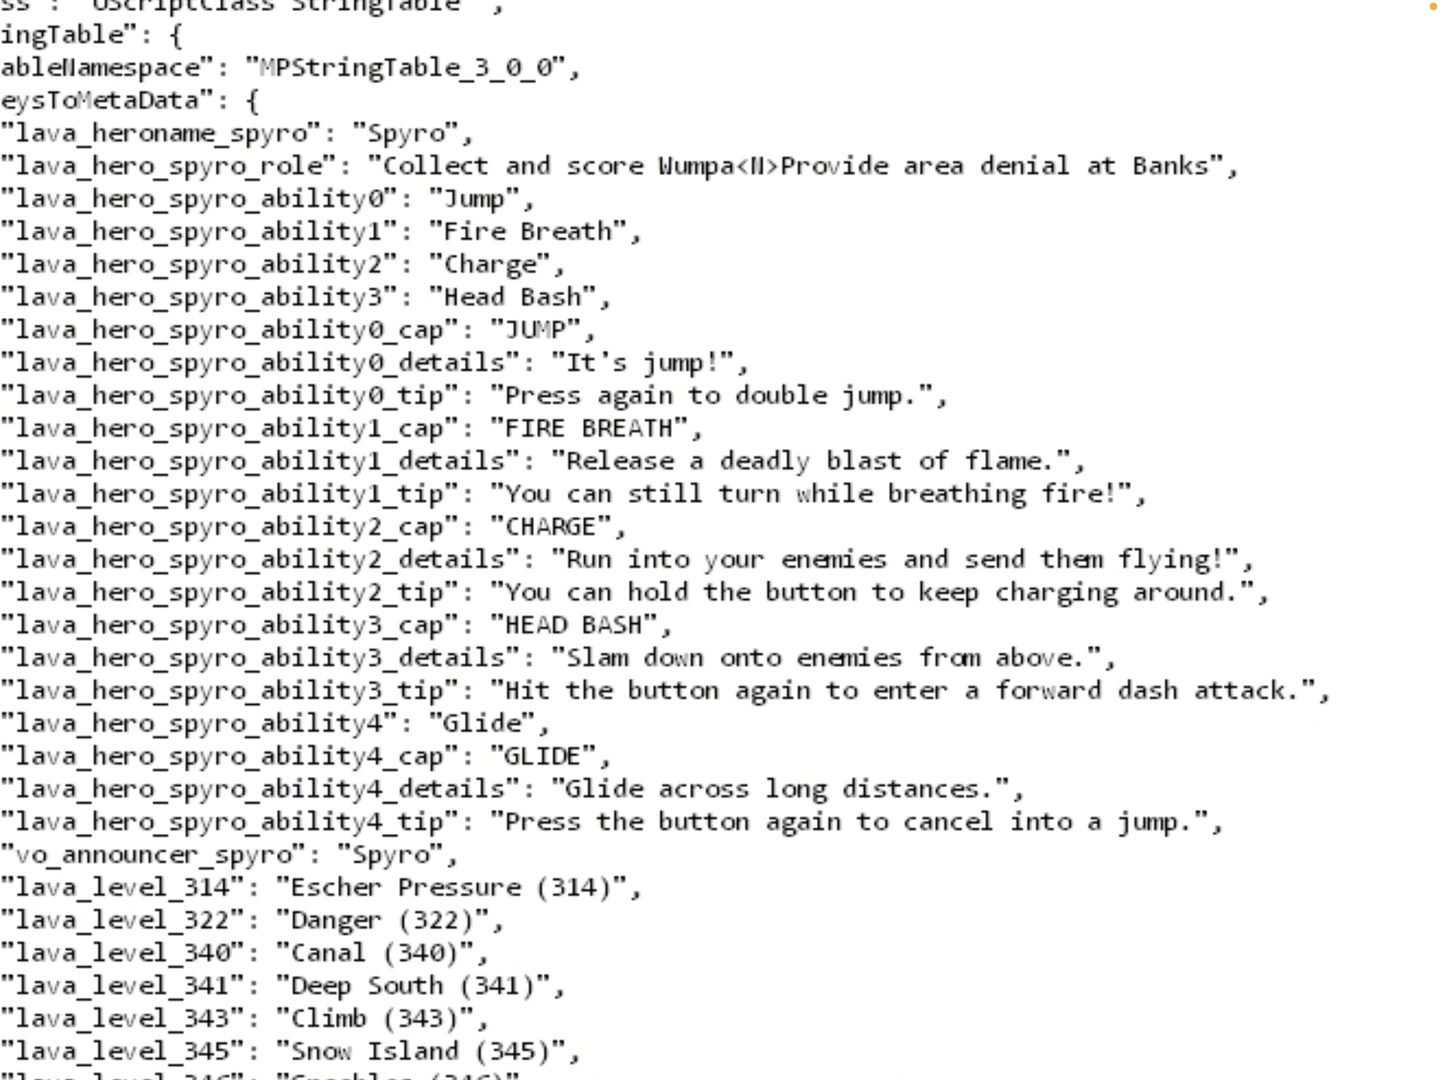 ss": "UScriptClass'StringTable'",
ingTable": {
ableNamespace": "MPStringTable_3_0_0",
eysToMetaData": {
"lava_heroname_spyro": "Spyro",
"lava_hero_spyro_role": "Collect and score Wumpa<N>Provide area denial at Banks",
"lava_hero_spyro_ability0": "Jump",
"lava_hero_spyro_ability1": "Fire Breath",
"lava_hero_spyro_ability2": "Charge",
"lava_hero_spyro_ability3": "Head Bash",
"lava_hero_spyro_ability0_cap": "JUMP",
"lava_hero_spyro_ability0_details": "It's jump!",
"lava_hero_spyro_ability0_tip": "Press again to double jump.",
"lava_hero_spyro_ability1_cap": "FIRE BREATH",
"lava_hero_spyro_ability1_details": "Release a deadly blast of flame.",
"lava_hero_spyro_ability1_tip": "You can still turn while breathing fire!",
"lava_hero_spyro_ability2_cap": "CHARGE",
"lava_hero_spyro_ability2_details": "Run into your enemies and send them flying!",
"lava_hero_spyro_ability2_tip": "You can hold the button to keep charging around.",
"lava_hero_spyro_ability3_cap": "HEAD BASH",
"lava_hero_spyro_ability3_details": "Slam down onto enemies from above.",
"lava_hero_spyro_ability3_tip": "Hit the button again to enter a forward dash attack.",
"lava_hero_spyro_ability4": "Glide",
"lava_hero_spyro_ability4_cap": "GLIDE",
"lava_hero_spyro_ability4_details": "Glide across long distances.",
"lava_hero_spyro_ability4_tip": "Press the button again to cancel into a jump.",
"vo_announcer_spyro": "Spyro",
"lava_level_314": "Escher Pressure (314)",
"lava_level_322": "Danger (322)",
"lava_level_340": "Canal (340)",
"lava_level_341": "Deep South (341)",
"lava_level_343": "Climb (343)",
"lava_level_345": "Snow Island (345)",